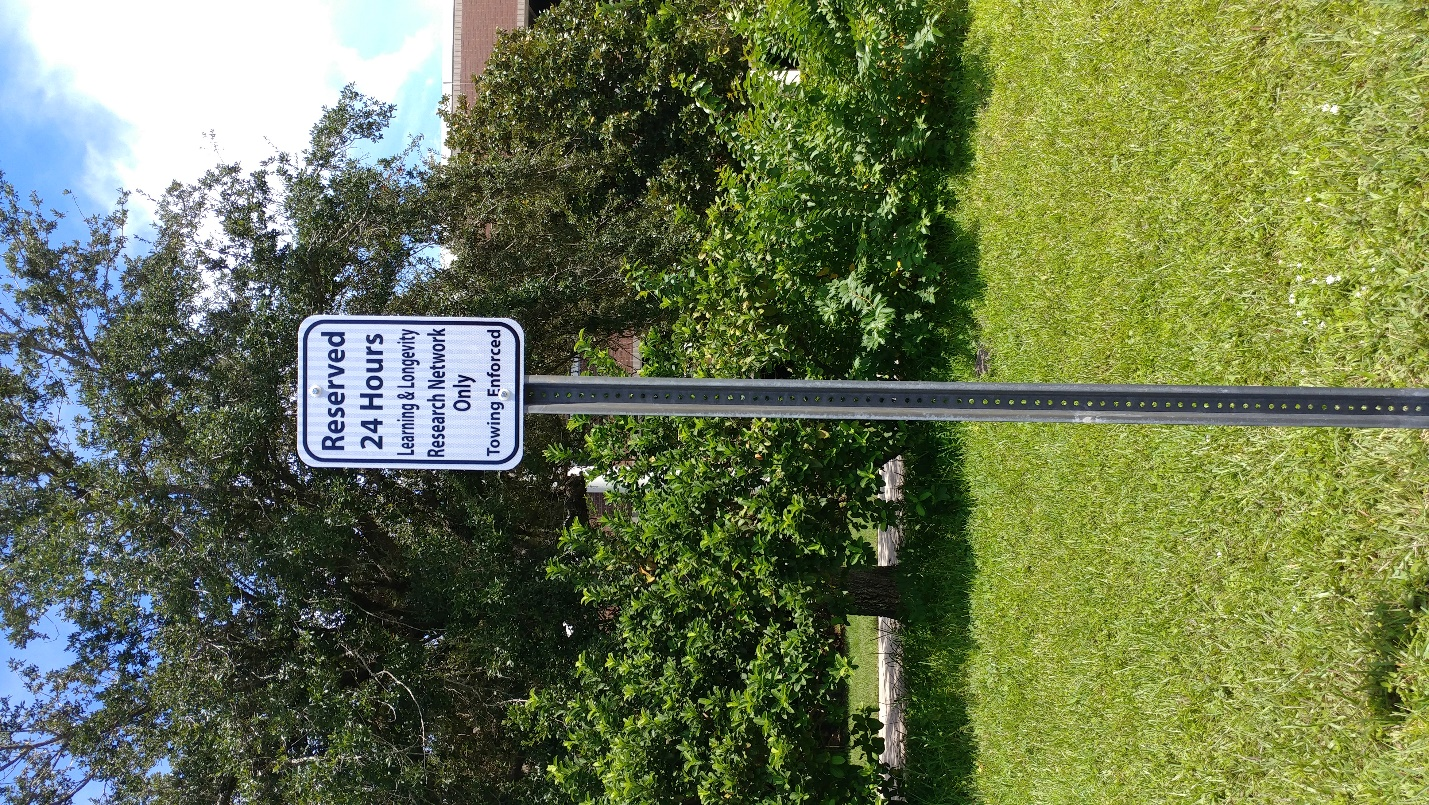 Reserved
24 Hours
Learning & Longevity
Research Network
Only
Towing Enforced